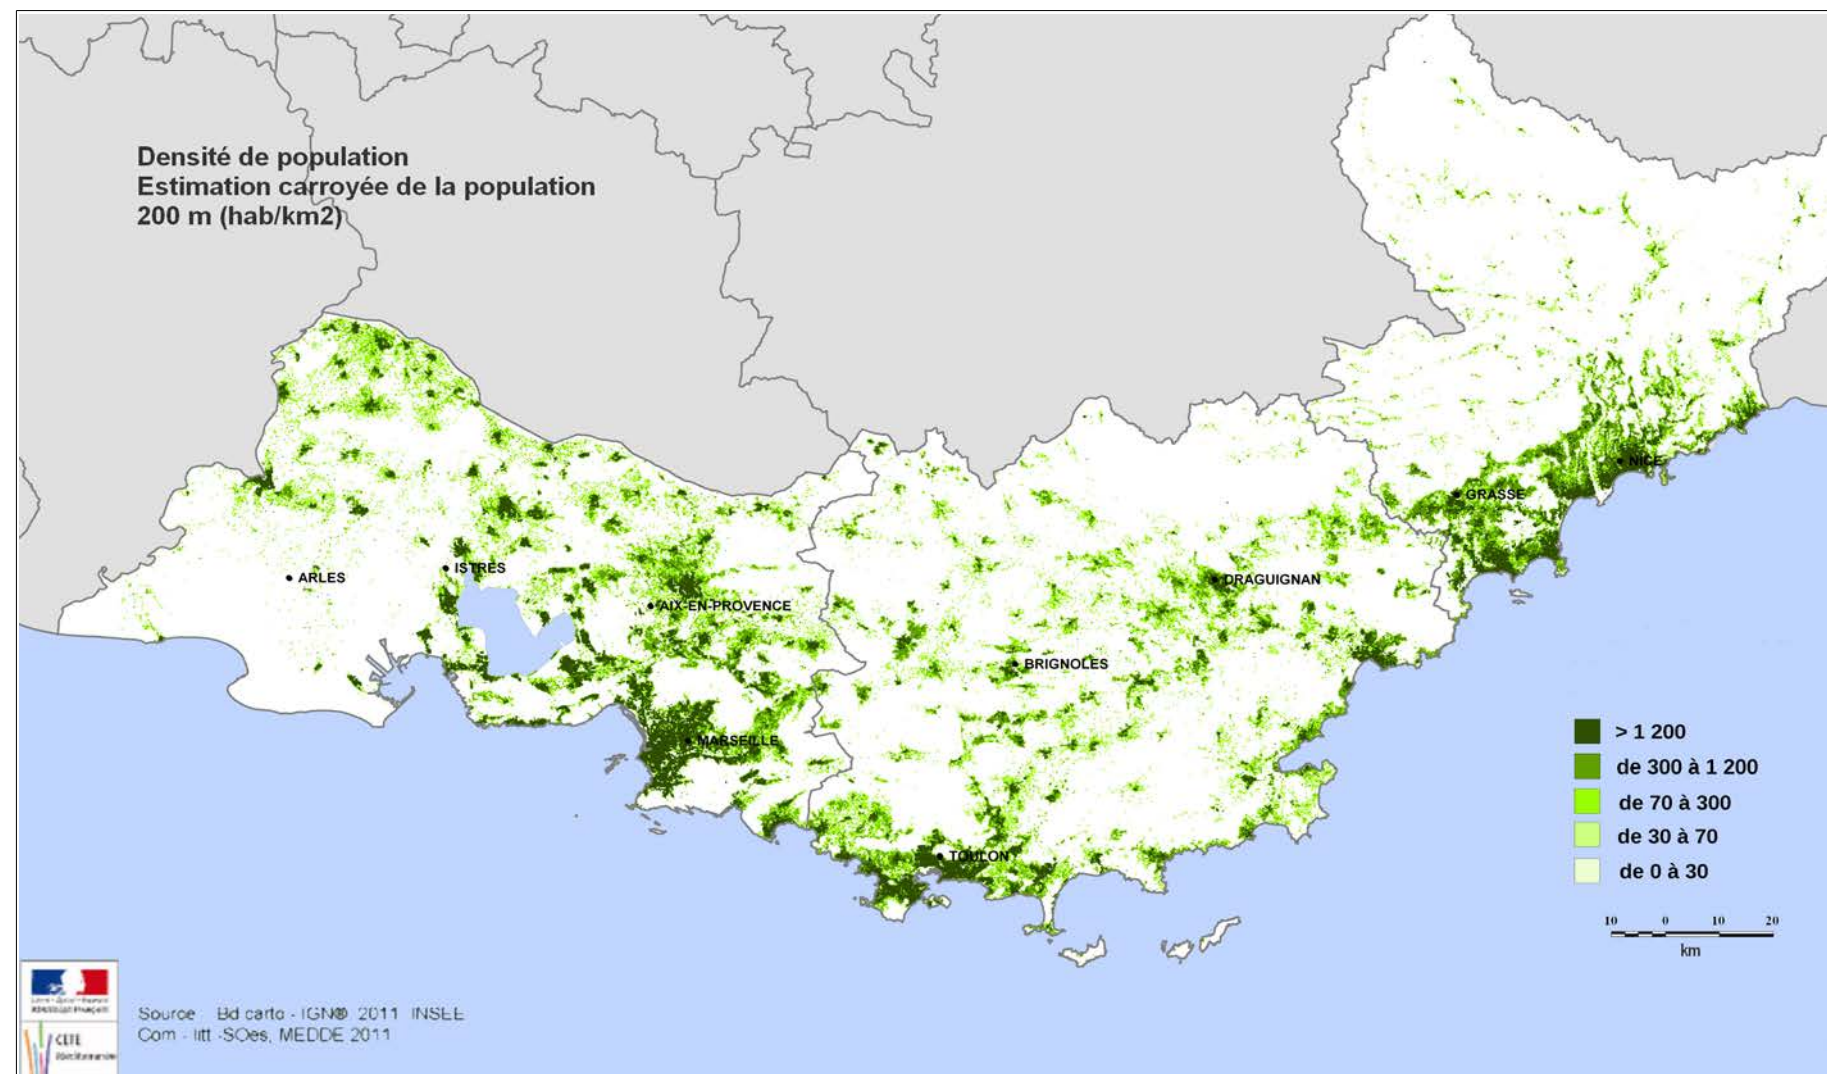 Densité de population
Estimation carroyée de la population
200 m (hab/km2)
NICE
GRASSE
ISTRES
ARLES
DRAGUIGNAN
AIX-EN-PROVENCE
BRIGNOLES
MARSEILLE
TOULON
> 1 200
de 300 à 1 200
de 70 à 300
de 30 à 70
de 0 à 30
10 0 10 20
km
Source Bd carto - IGN® 2011 INSEE
Com - litt -SOes, MEDDE 2011
CETE
Méditerranée